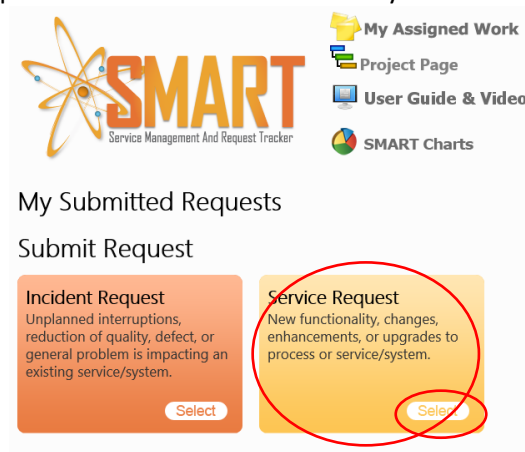 My Assigned Work
Project Page
User Guide & Video
SMART Charts
SMART
Service Management And Request Tracker
My Submitted Requests
Submit Request
Incident Request
Unplanned interruptions,
reduction of quality, defect, or
general problem is impacting an
existing service/system.
Select
Service Request
New functionality, changes,
enhancements, or upgrades to
process or service/system.
Select